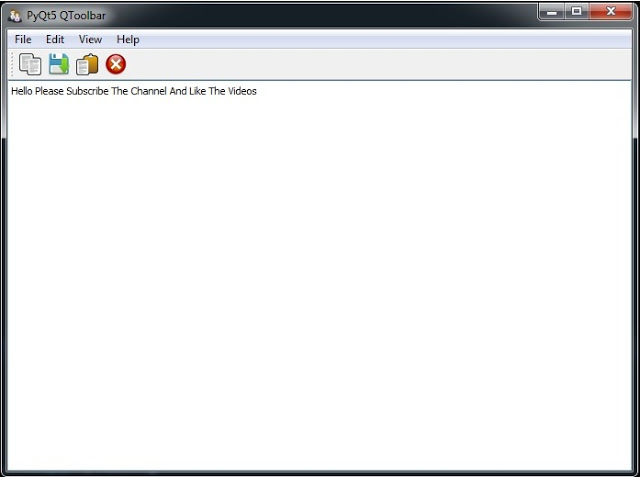 PyQt5 QToolbar
File Edit View Help
Hello Please Subscribe The Channel And Like The Videos